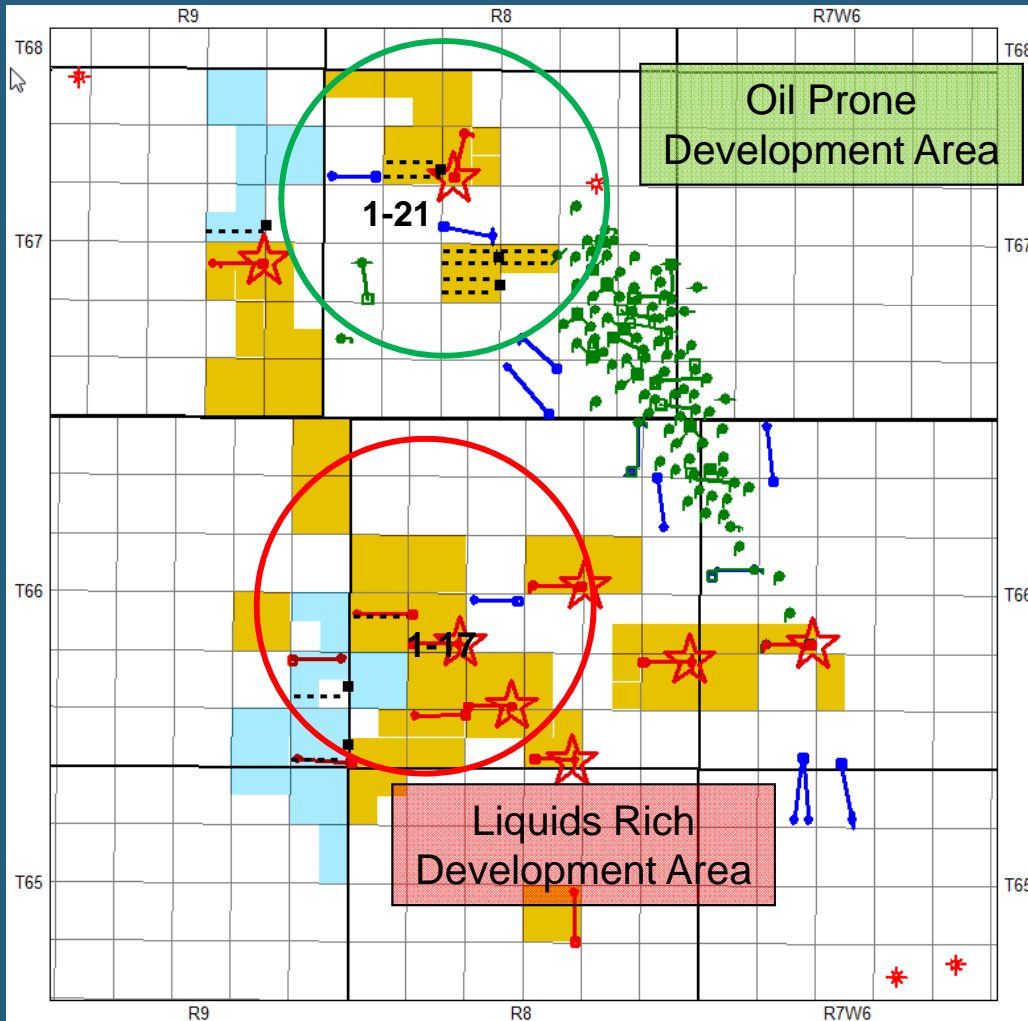 R9 R8 R7W6
T68 T68
Oil Prone
Development Area
1-21
T67 T67
T66 T66
1-17
Liquids Rich
Development Area
T65 T65
R9 R8 R7W6